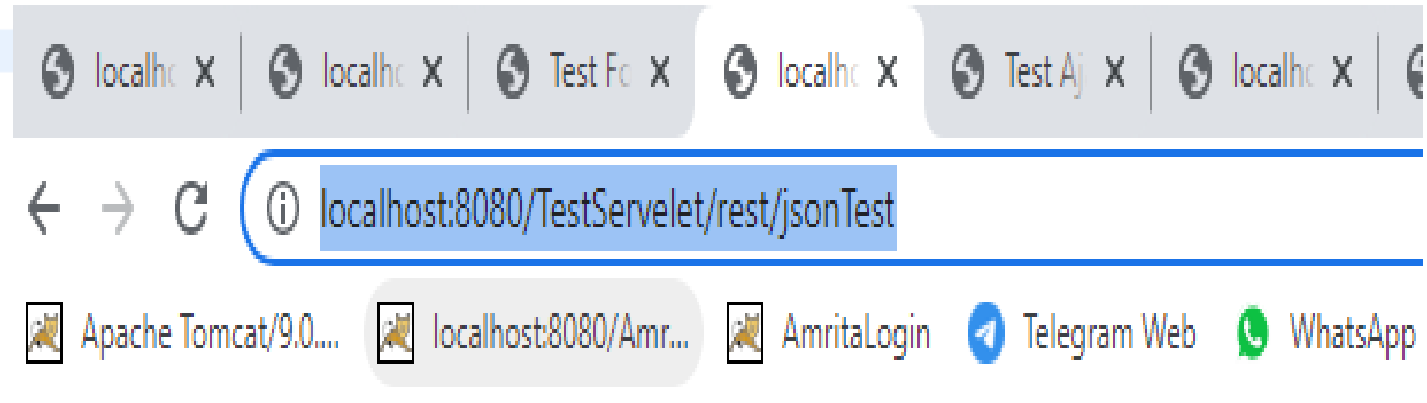 localhc localhc Test Fo localhc Test Aj localhc
localhost:8080/TestServelet/rest/jsonTest
Apache Tomcat/9.0.... localhost:8080/Amr... AmritaLogin Telegram Web WhatsApp